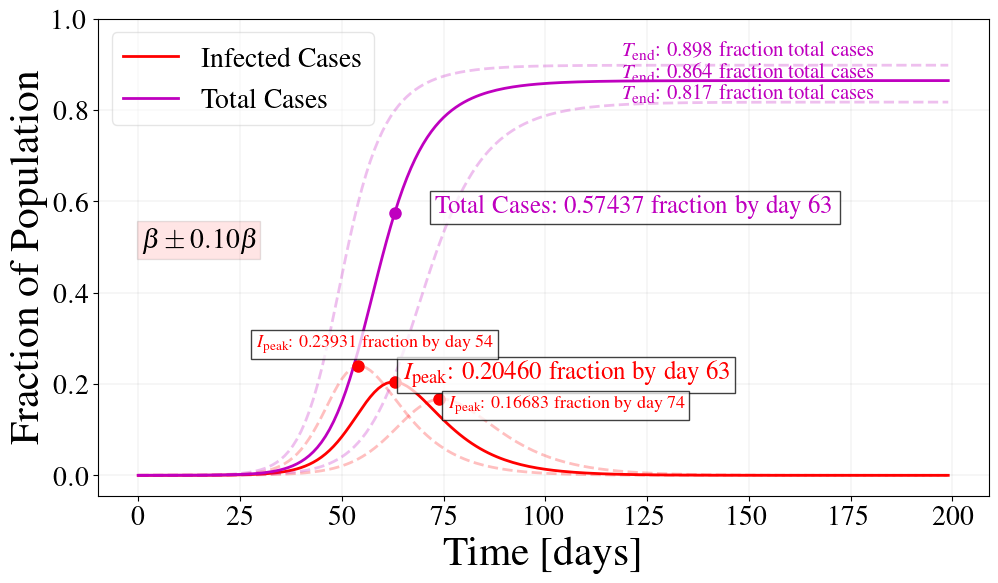 Fraction of Population
1.0
0.8
0.6
0.4
0.2
0.0
Infected Cases
Total Cases
T_end: 0.898 fraction total cases
T_end: 0.864 fraction total cases
T_end: 0.817 fraction total cases
Total Cases: 0.57437 fraction by day 63
β ± 0.10β
I_peak: 0.23931 fraction by day 54
I_peak: 0.20460 fraction by day 63
I_peak: 0.16683 fraction by day 74
0 25 50 75 100 125 150 175 200
Time [days]